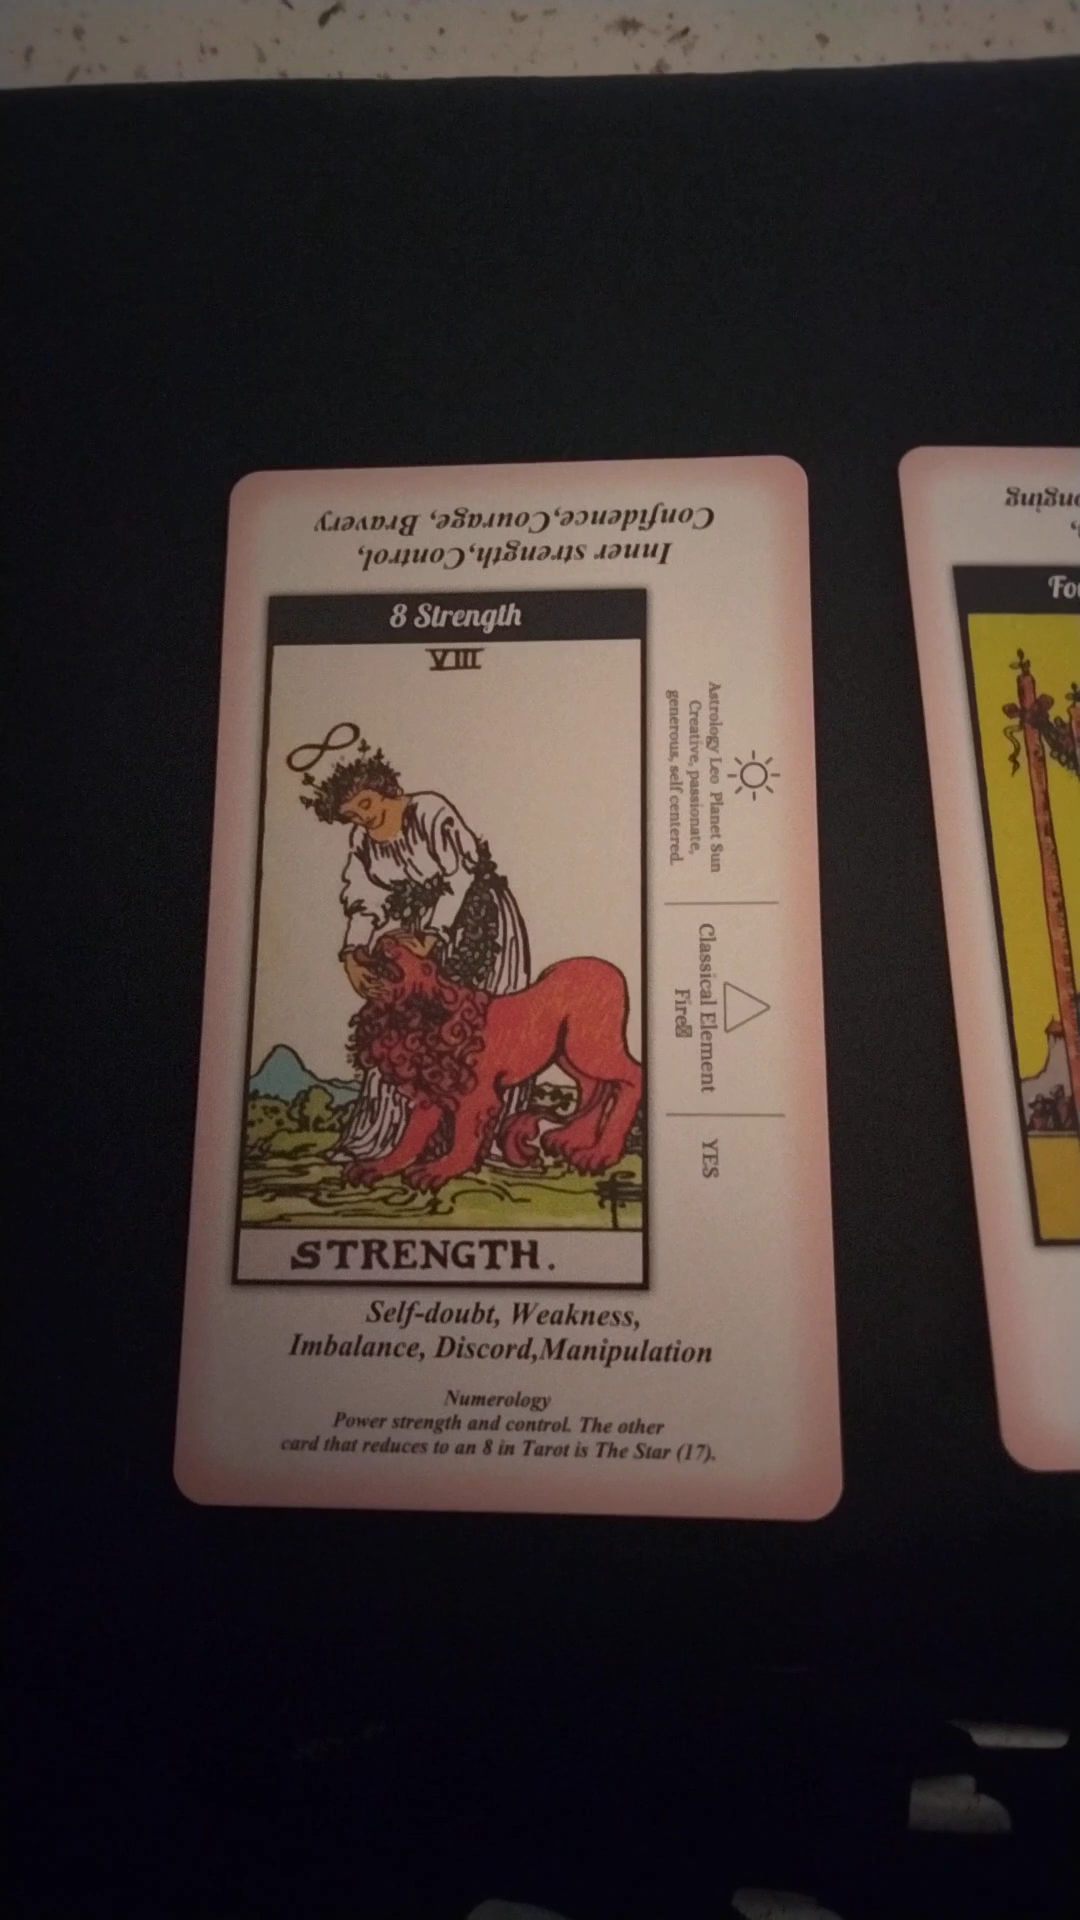 Confidence,Courage, Bravery
Inner strength,Control,
8 Strength
VIII
Astrology Leo Planet Sun
Creative, passionate,
generous, self centered.
Classical Element
Fire
YES
STRENGTH.
Self-doubt, Weakness,
Imbalance, Discord,Manipulation
Numerology
Power strength and control. The other
card that reduces to an 8 in Tarot is The Star (17).